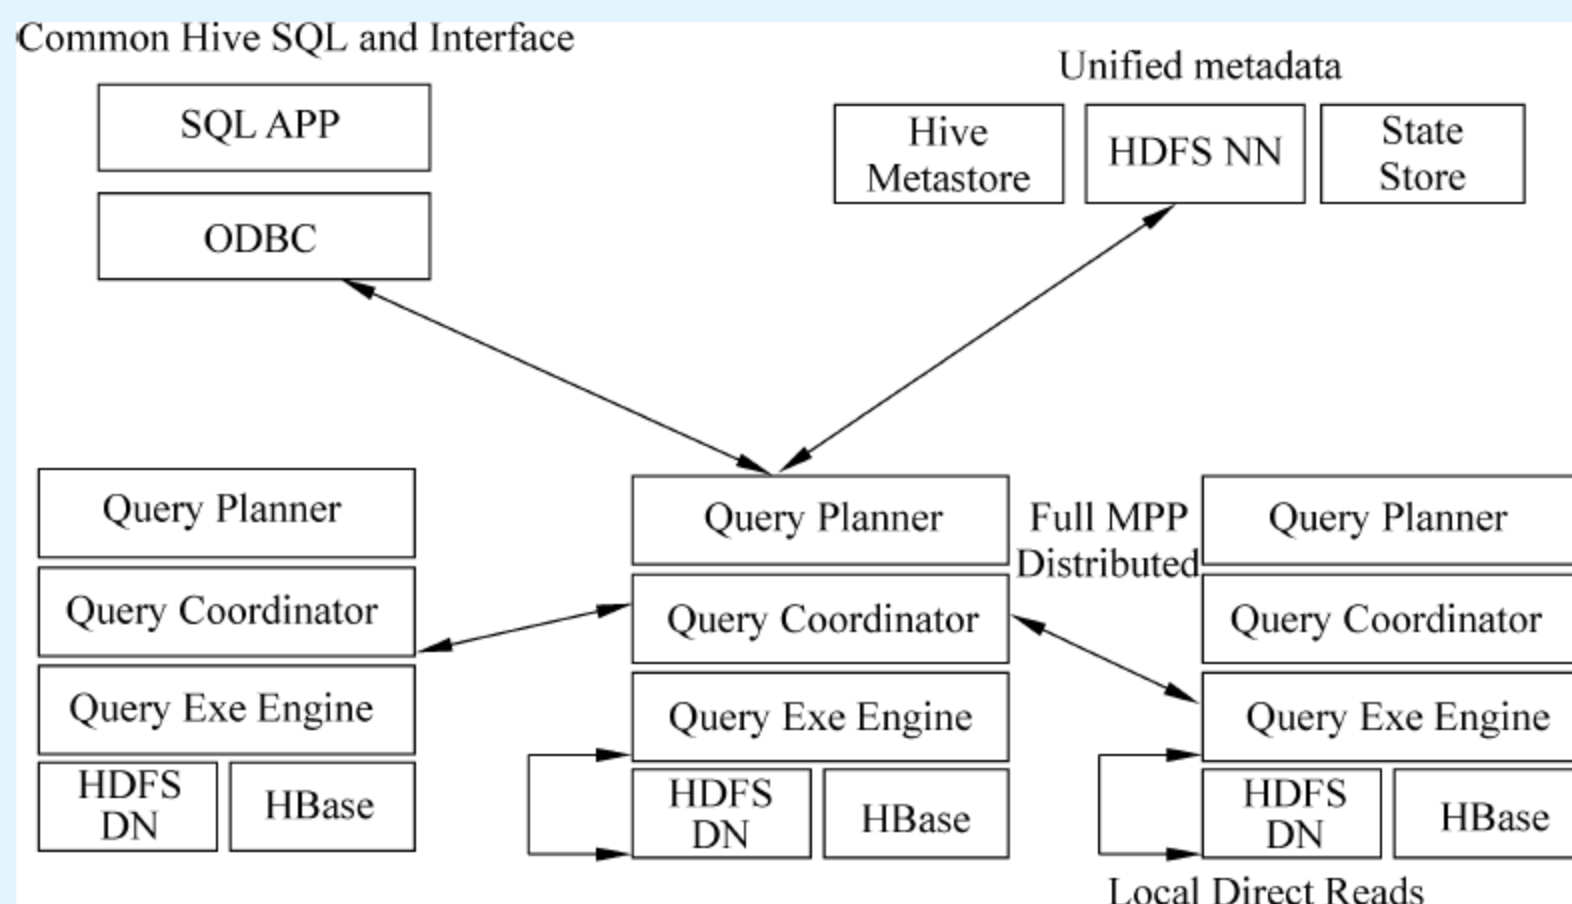 Common Hive SQL and Interface
SQL APP
ODBC
Unified metadata
Hive
Metastore
HDFS NN
State
Store
Query Planner
Query Coordinator
Query Exe Engine
HDFS
DN
HBase
Query Planner
Query Coordinator
Query Exe Engine
HDFS
DN
HBase
Full MPP
Distributed
Query Planner
Query Coordinator
Query Exe Engine
HDFS
DN
HBase
Local Direct Reads